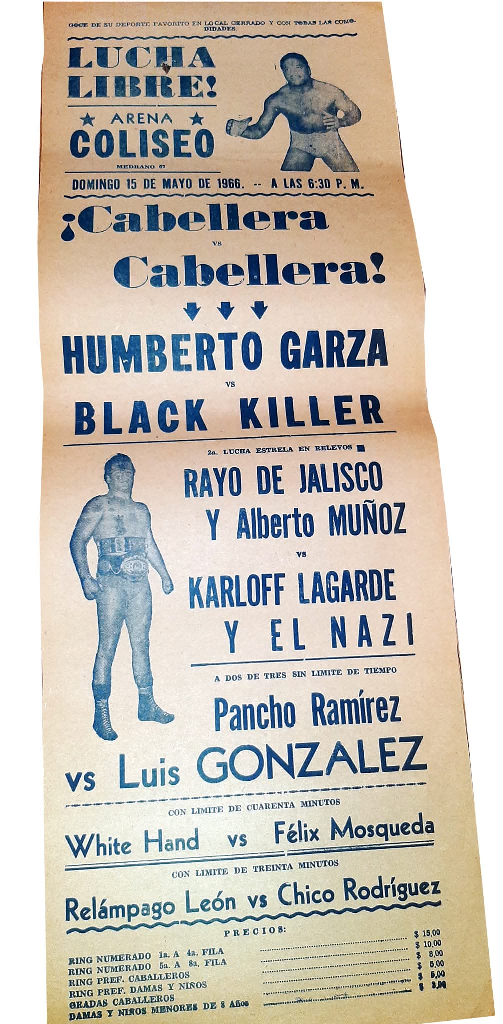 GOCE DE SU DEPORTE FAVORITO EN LOCAL CERRADO Y CON TODAS LAS COMO-
DIDADES
LUCHA
LIBRE!
★ ARENA ★
COLISEO
MEDRANO 67
DOMINGO 15 DE MAYO DE 1966. -- A LAS 6:30 P. M.
¡Cabellera
vs
Cabellera!
HUMBERTO GARZA
vs
BLACK KILLER
2a. LUCHA ESTRELA EN RELEVOS
RAYO DE JALISCO
Y Alberto MUÑOZ
vs
KARLOFF LAGARDE
Y EL NAZI
A DOS DE TRES SIN LIMITE DE TIEMPO
Pancho Ramírez
vs Luis GONZALEZ
CON LIMITE DE CUARENTA MINUTOS
White Hand vs Félix Mosqueda
CON LIMITE DE TREINTA MINUTOS
Relámpago León vs Chico Rodríguez
PRECIOS:
RING NUMERADO 1a. A 4a. FILA $ 15,00
RING NUMERADO 5a. A 8a. FILA $ 10,00
RING PREF. CABALLEROS $ 8,00
RING PREF. DAMAS Y NIÑOS $ 5,00
GRADAS CABALLEROS $ 5,00
DAMAS Y NIÑOS MENORES DE 8 Años $